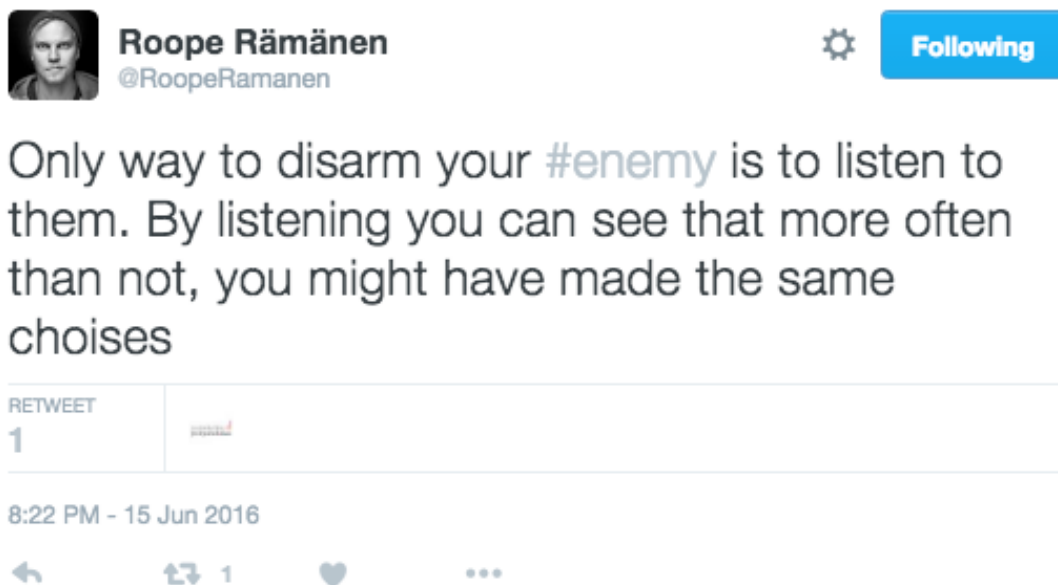 Roope Rämänen
@RoopeRamanen
Following
Only way to disarm your #enemy is to listen to
them. By listening you can see that more often
than not, you might have made the same
choises
RETWEET
1
8:22 PM - 15 Jun 2016
1